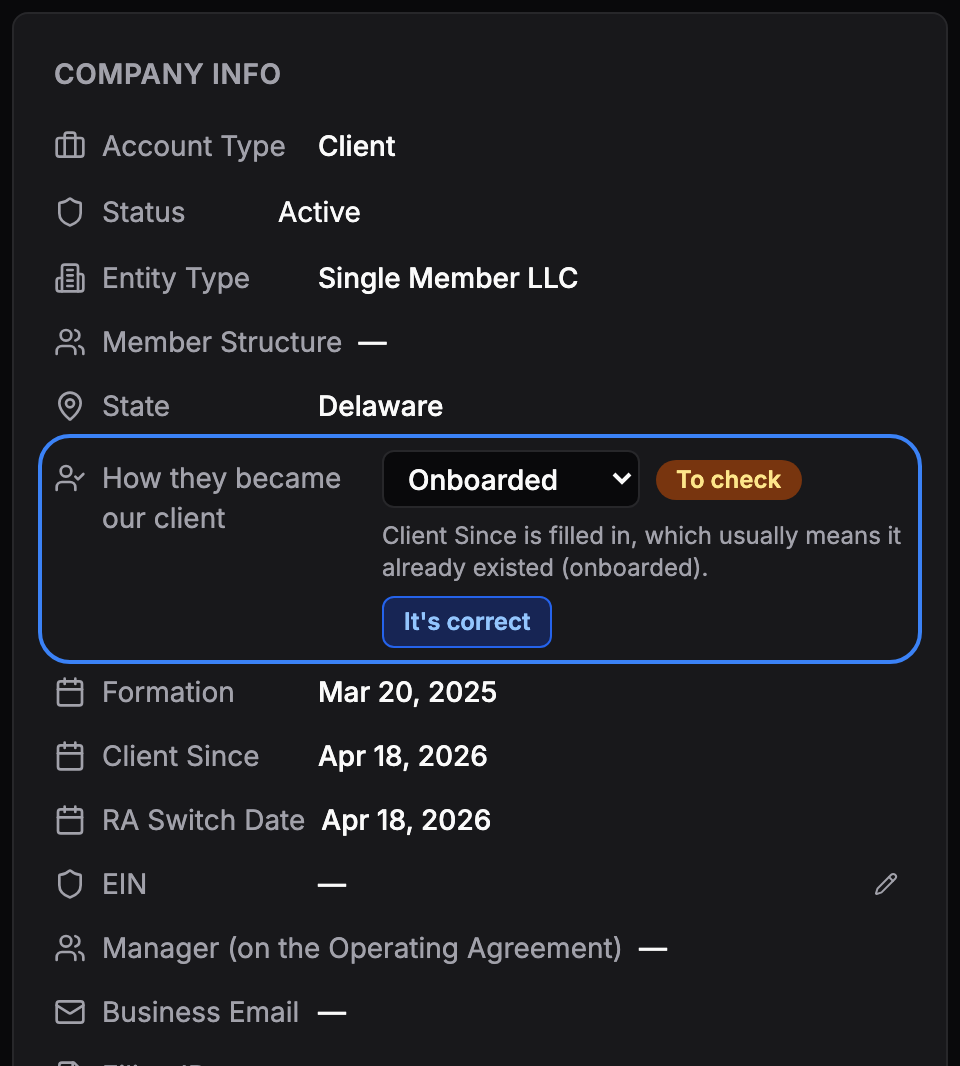 COMPANY INFO
Account Type Client
Status Active
Entity Type Single Member LLC
Member Structure —
State Delaware
How they became our client
Onboarded
To check
Client Since is filled in, which usually means it
already existed (onboarded).
It's correct
Formation Mar 20, 2025
Client Since Apr 18, 2026
RA Switch Date Apr 18, 2026
EIN —
Manager (on the Operating Agreement) —
Business Email —